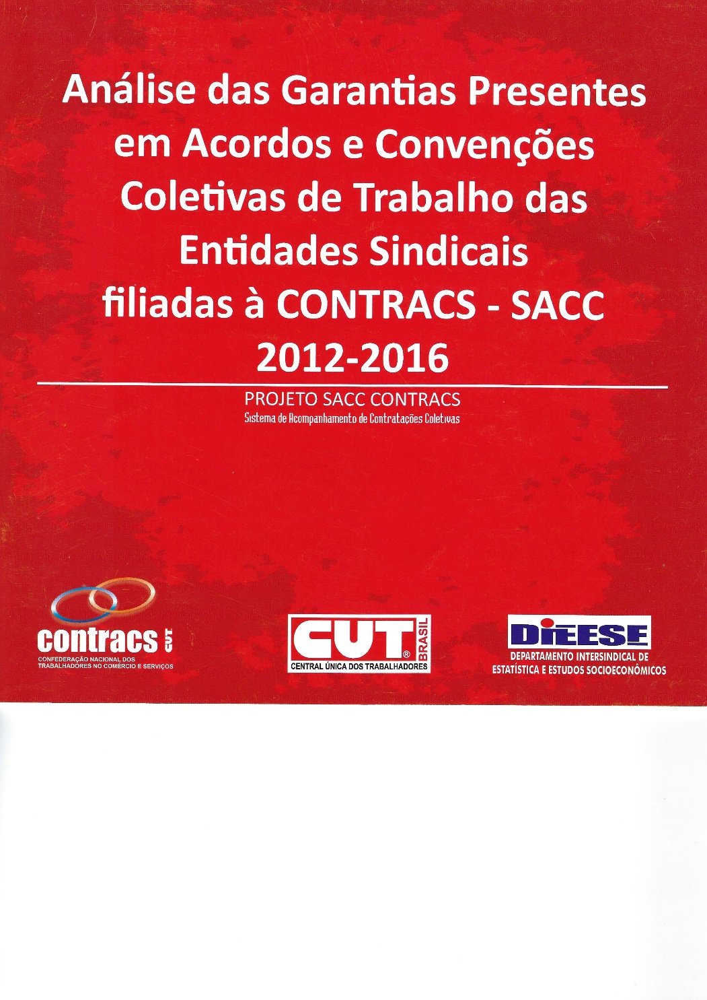 Análise das Garantias Presentes
em Acordos e Convenções
Coletivas de Trabalho das
Entidades Sindicais
filiadas à CONTRACS - SACC
2012-2016
PROJETO SACC CONTRACS
Sistema de Acompanhamento de Contratações Coletivas
contracs CUT
CONFEDERAÇÃO NACIONAL DOS
TRABALHADORES NO COMÉRCIO E SERVIÇOS
CUT ® BRASIL
CENTRAL ÚNICA DOS TRABALHADORES
DIEESE
DEPARTAMENTO INTERSINDICAL DE
ESTATÍSTICA E ESTUDOS SOCIOECONÔMICOS